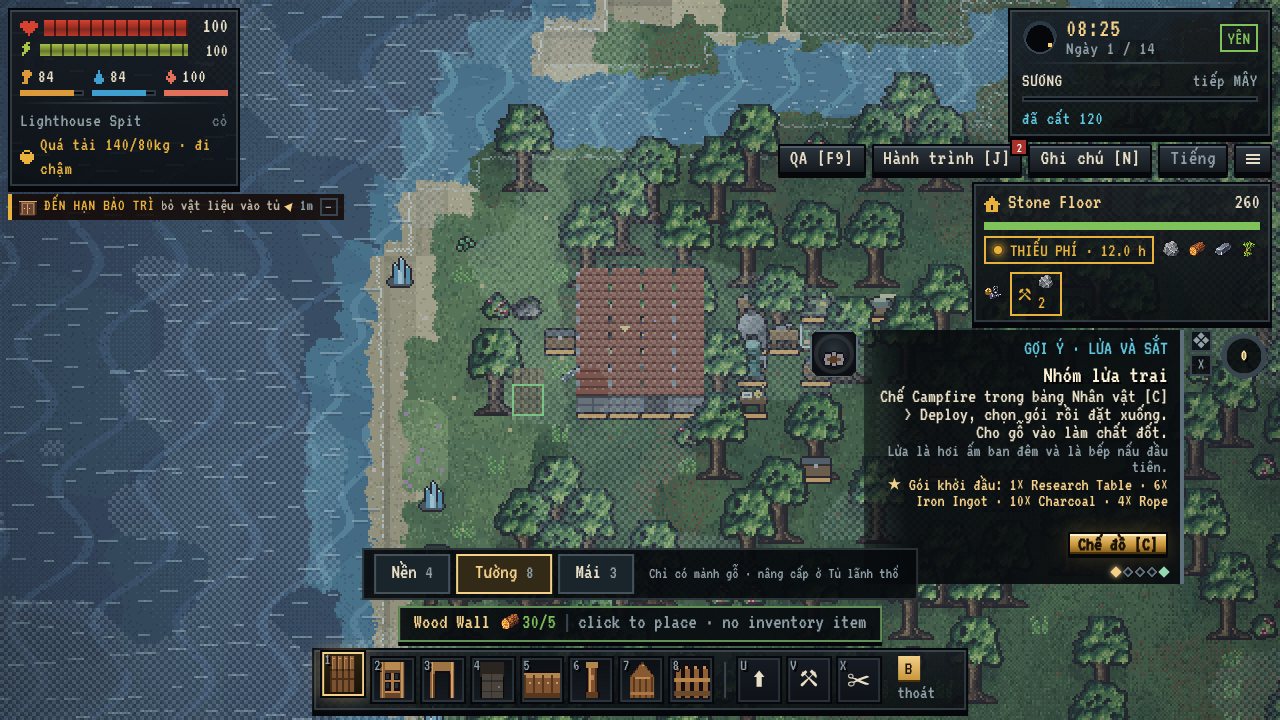 100
100
84 84 100
Lighthouse Spit cỏ
Quá tải 140/80kg · đi chậm
ĐẾN HẠN BẢO TRÌ bỏ vật liệu vào tủ 1m −
08:25
Ngày 1 / 14
YÊN
SƯƠNG tiếp MÂY
đã cất 120
QA [F9]
Hành trình [J]
2
Ghi chú [N]
Tiếng
Stone Floor 260
THIẾU PHÍ · 12.0 h
2
X
0
GỢI Ý · LỬA VÀ SẮT
Nhóm lửa trại
Chế Campfire trong bảng Nhân vật [C]
› Deploy, chọn gói rồi đặt xuống.
Cho gỗ vào làm chất đốt.
Lửa là hơi ấm ban đêm và là bếp nấu đầu
tiên.
★ Gói khởi đầu: 1X Research Table · 6X
Iron Ingot · 10X Charcoal · 4X Rope
Chế đồ [C]
Nền 4
Tường 8
Mái 3
Chỉ có mảnh gỗ · nâng cấp ở Tủ lãnh thổ
Wood Wall 30/5 | click to place · no inventory item
1 2 3 4 5 6 7 8 U V X B
thoát